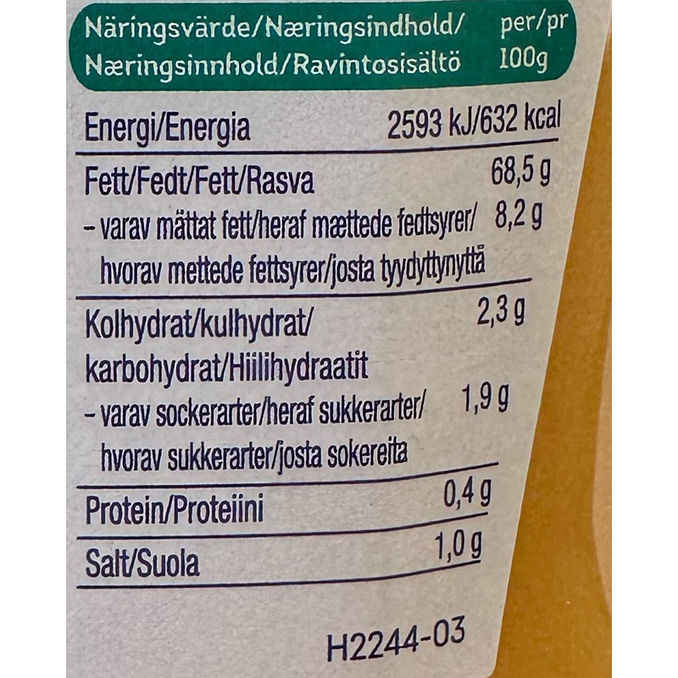 Näringsvärde/Næringsindhold/ per/pr
Næringsinnhold/Ravintosisältö 100g
Energi/Energia 2593 kJ/632 kcal
Fett/Fedt/Fett/Rasva 68,5 g
- varav mättat fett/heraf mættede fedtsyrer/ 8,2 g
hvorav mettede fettsyrer/josta tyydyttynyttä
Kolhydrat/kulhydrat/ 2,3 g
karbohydrat/Hiilihydraatit
- varav sockerarter/heraf sukkerarter/ 1,9 g
hvorav sukkerarter/josta sokereita
Protein/Proteiini 0,4 g
Salt/Suola 1,0 g
H2244-03